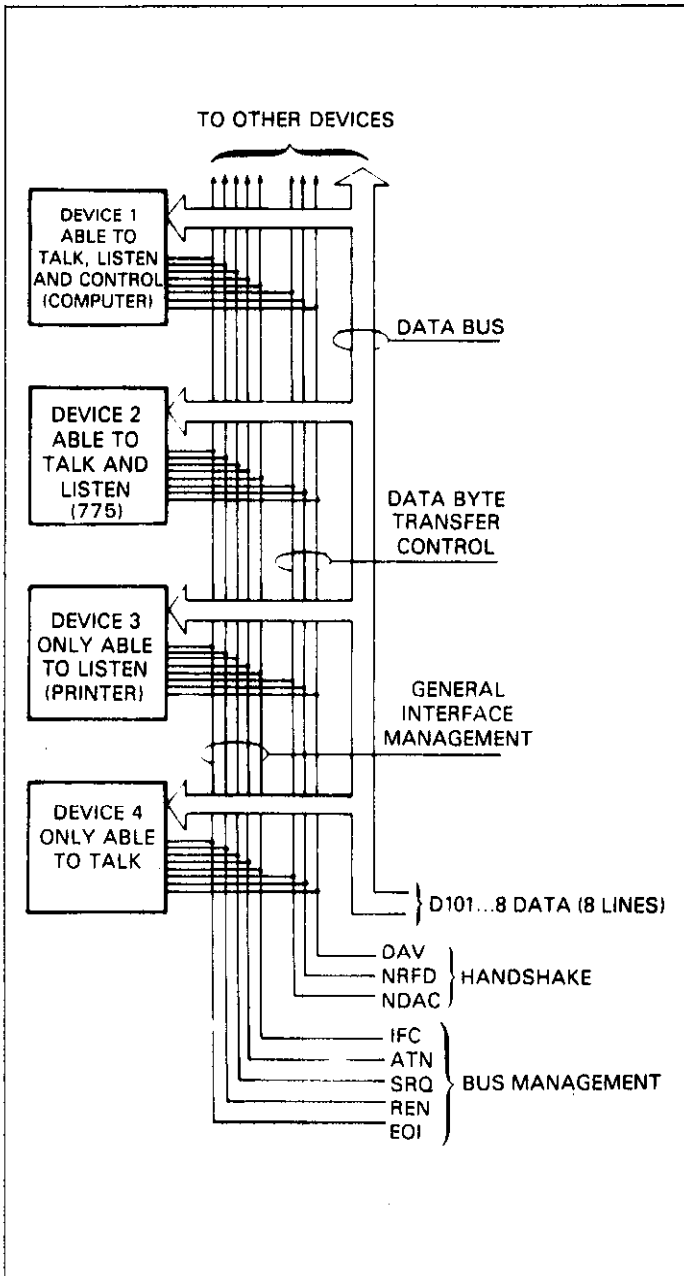 TO OTHER DEVICES
DEVICE 1
ABLE TO
TALK, LISTEN
AND CONTROL
(COMPUTER)
DATA BUS
DEVICE 2
ABLE TO
TALK AND
LISTEN
(775)
DATA BYTE
TRANSFER
CONTROL
DEVICE 3
ONLY ABLE
TO LISTEN
(PRINTER)
GENERAL
INTERFACE
MANAGEMENT
DEVICE 4
ONLY ABLE
TO TALK
D101...8 DATA (8 LINES)
DAV
NRFD
NDAC
HANDSHAKE
IFC
ATN
SRQ
REN
EOI
BUS MANAGEMENT